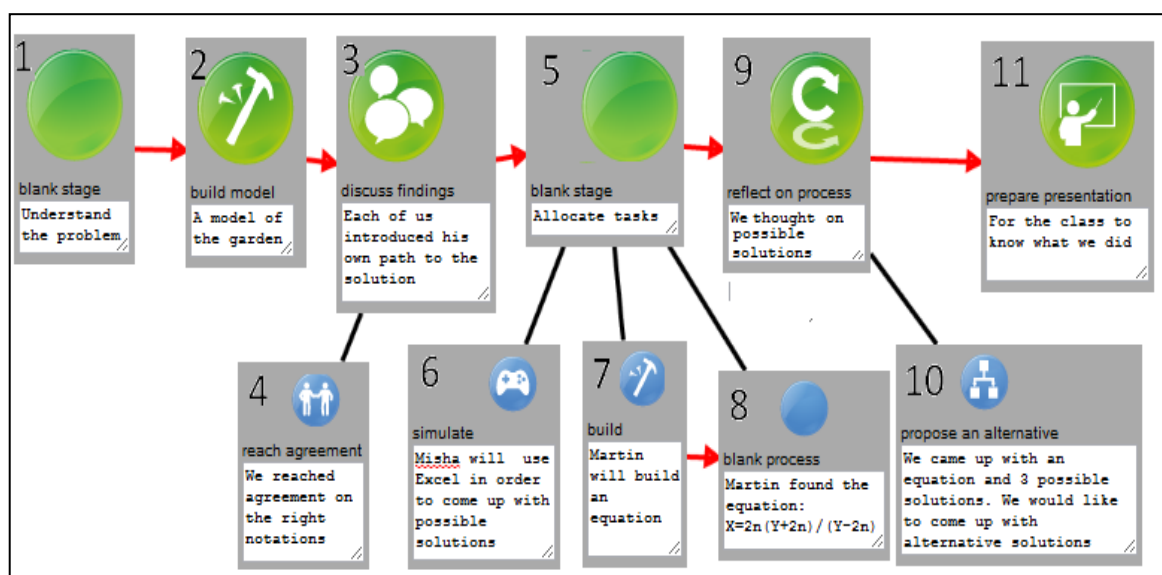 1
blank stage
Understand
the problem
2
build model
A model of
the garden
3
discuss findings
Each of us
introduced his
own path to the
solution
4
reach agreement
We reached
agreement on
the right
notations
5
blank stage
Allocate tasks
6
simulate
Misha will use
Excel in order
to come up with
possible
solutions
7
build
Martin
will build
an
equation
8
blank process
Martin found the
equation:
X=2n(Y+2n)/(Y-2n)
9
reflect on process
We thought on
possible
solutions
10
propose an alternative
We came up with an
equation and 3 possible
solutions. We would like
to come up with
alternative solutions
11
prepare presentation
For the class to
know what we did